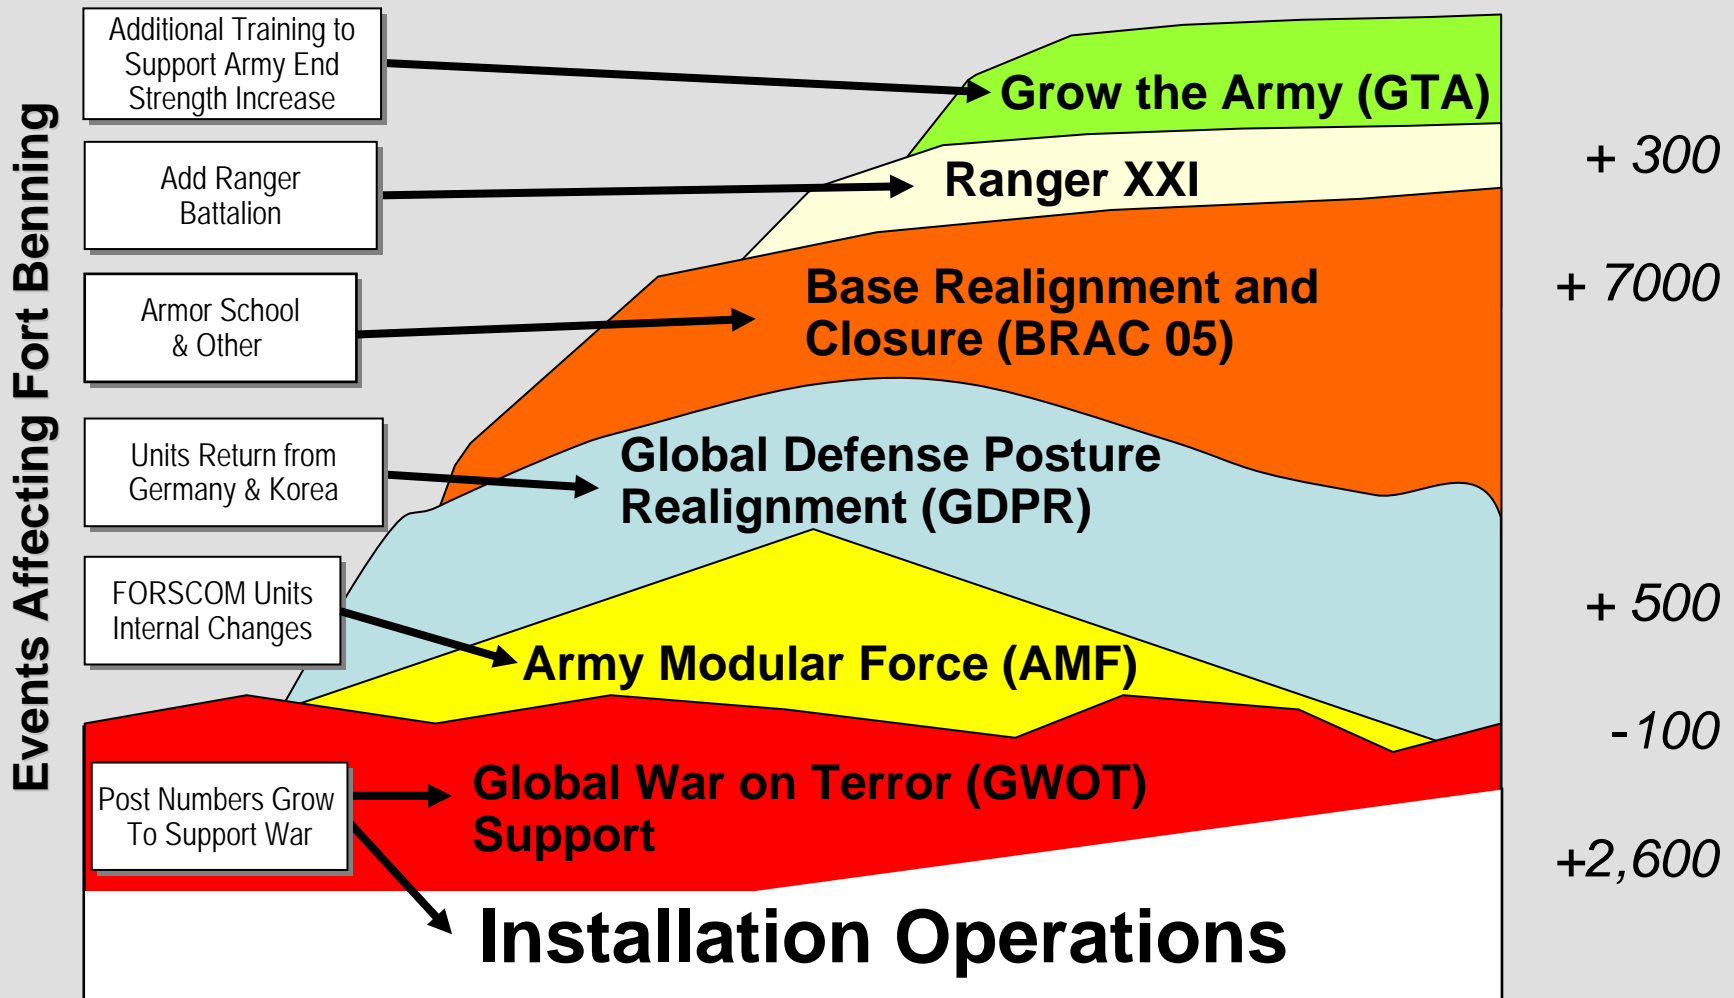 Events Affecting Fort Benning
Additional Training to
Support Army End
Strength Increase
Grow the Army (GTA)
+ 300
Add Ranger
Battalion
Ranger XXI
+ 7000
Armor School
& Other
Base Realignment and
Closure (BRAC 05)
Units Return from
Germany & Korea
Global Defense Posture
Realignment (GDPR)
+ 500
FORSCOM Units
Internal Changes
Army Modular Force (AMF)
-100
Post Numbers Grow
To Support War
Global War on Terror (GWOT)
Support
+2,600
Installation Operations